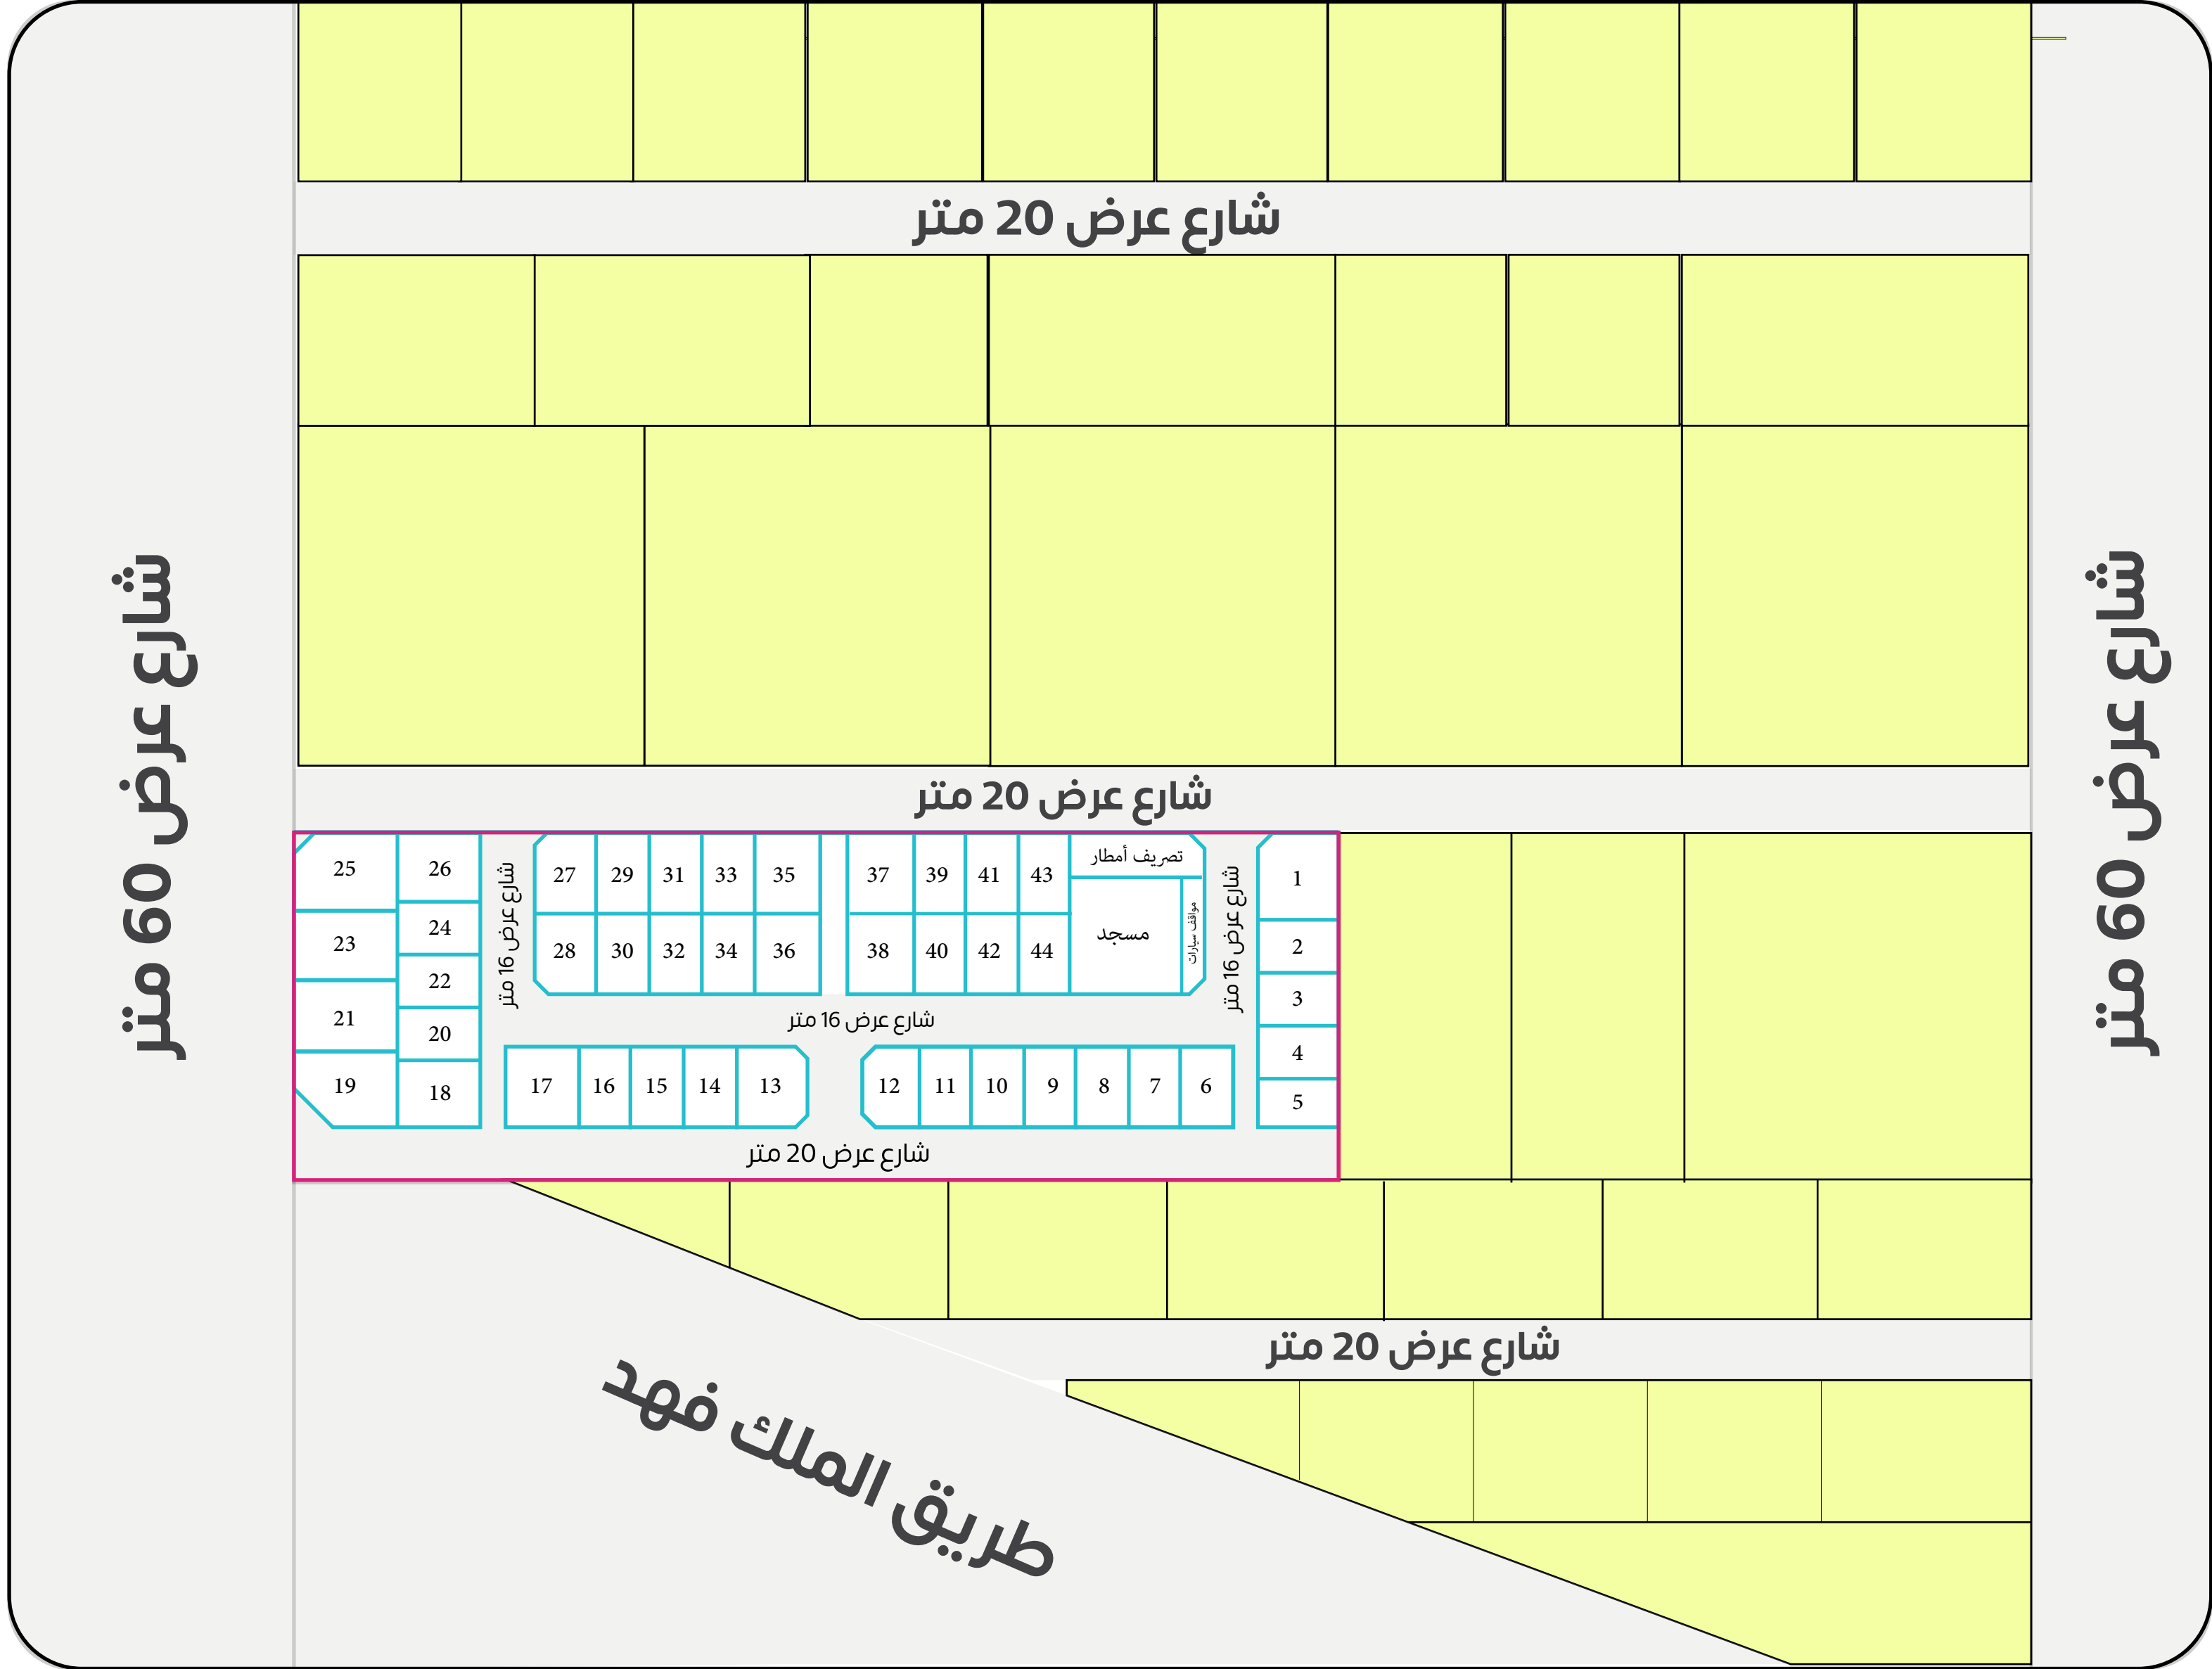 شارع عرض 20 متر
شارع عرض 60 متر
شارع عرض 60 متر
شارع عرض 20 متر
25 26 27 29 31 33 35 37 39 41 43 تصريف أمطار 1
23 24 28 30 32 34 36 38 40 42 44 مسجد مواقف سيارات 2
شارع عرض 16 متر
شارع عرض 16 متر
21 22 3
20 شارع عرض 16 متر 4
19 18 17 16 15 14 13 12 11 10 9 8 7 6 5
شارع عرض 20 متر
شارع عرض 20 متر
طريق الملك فهد